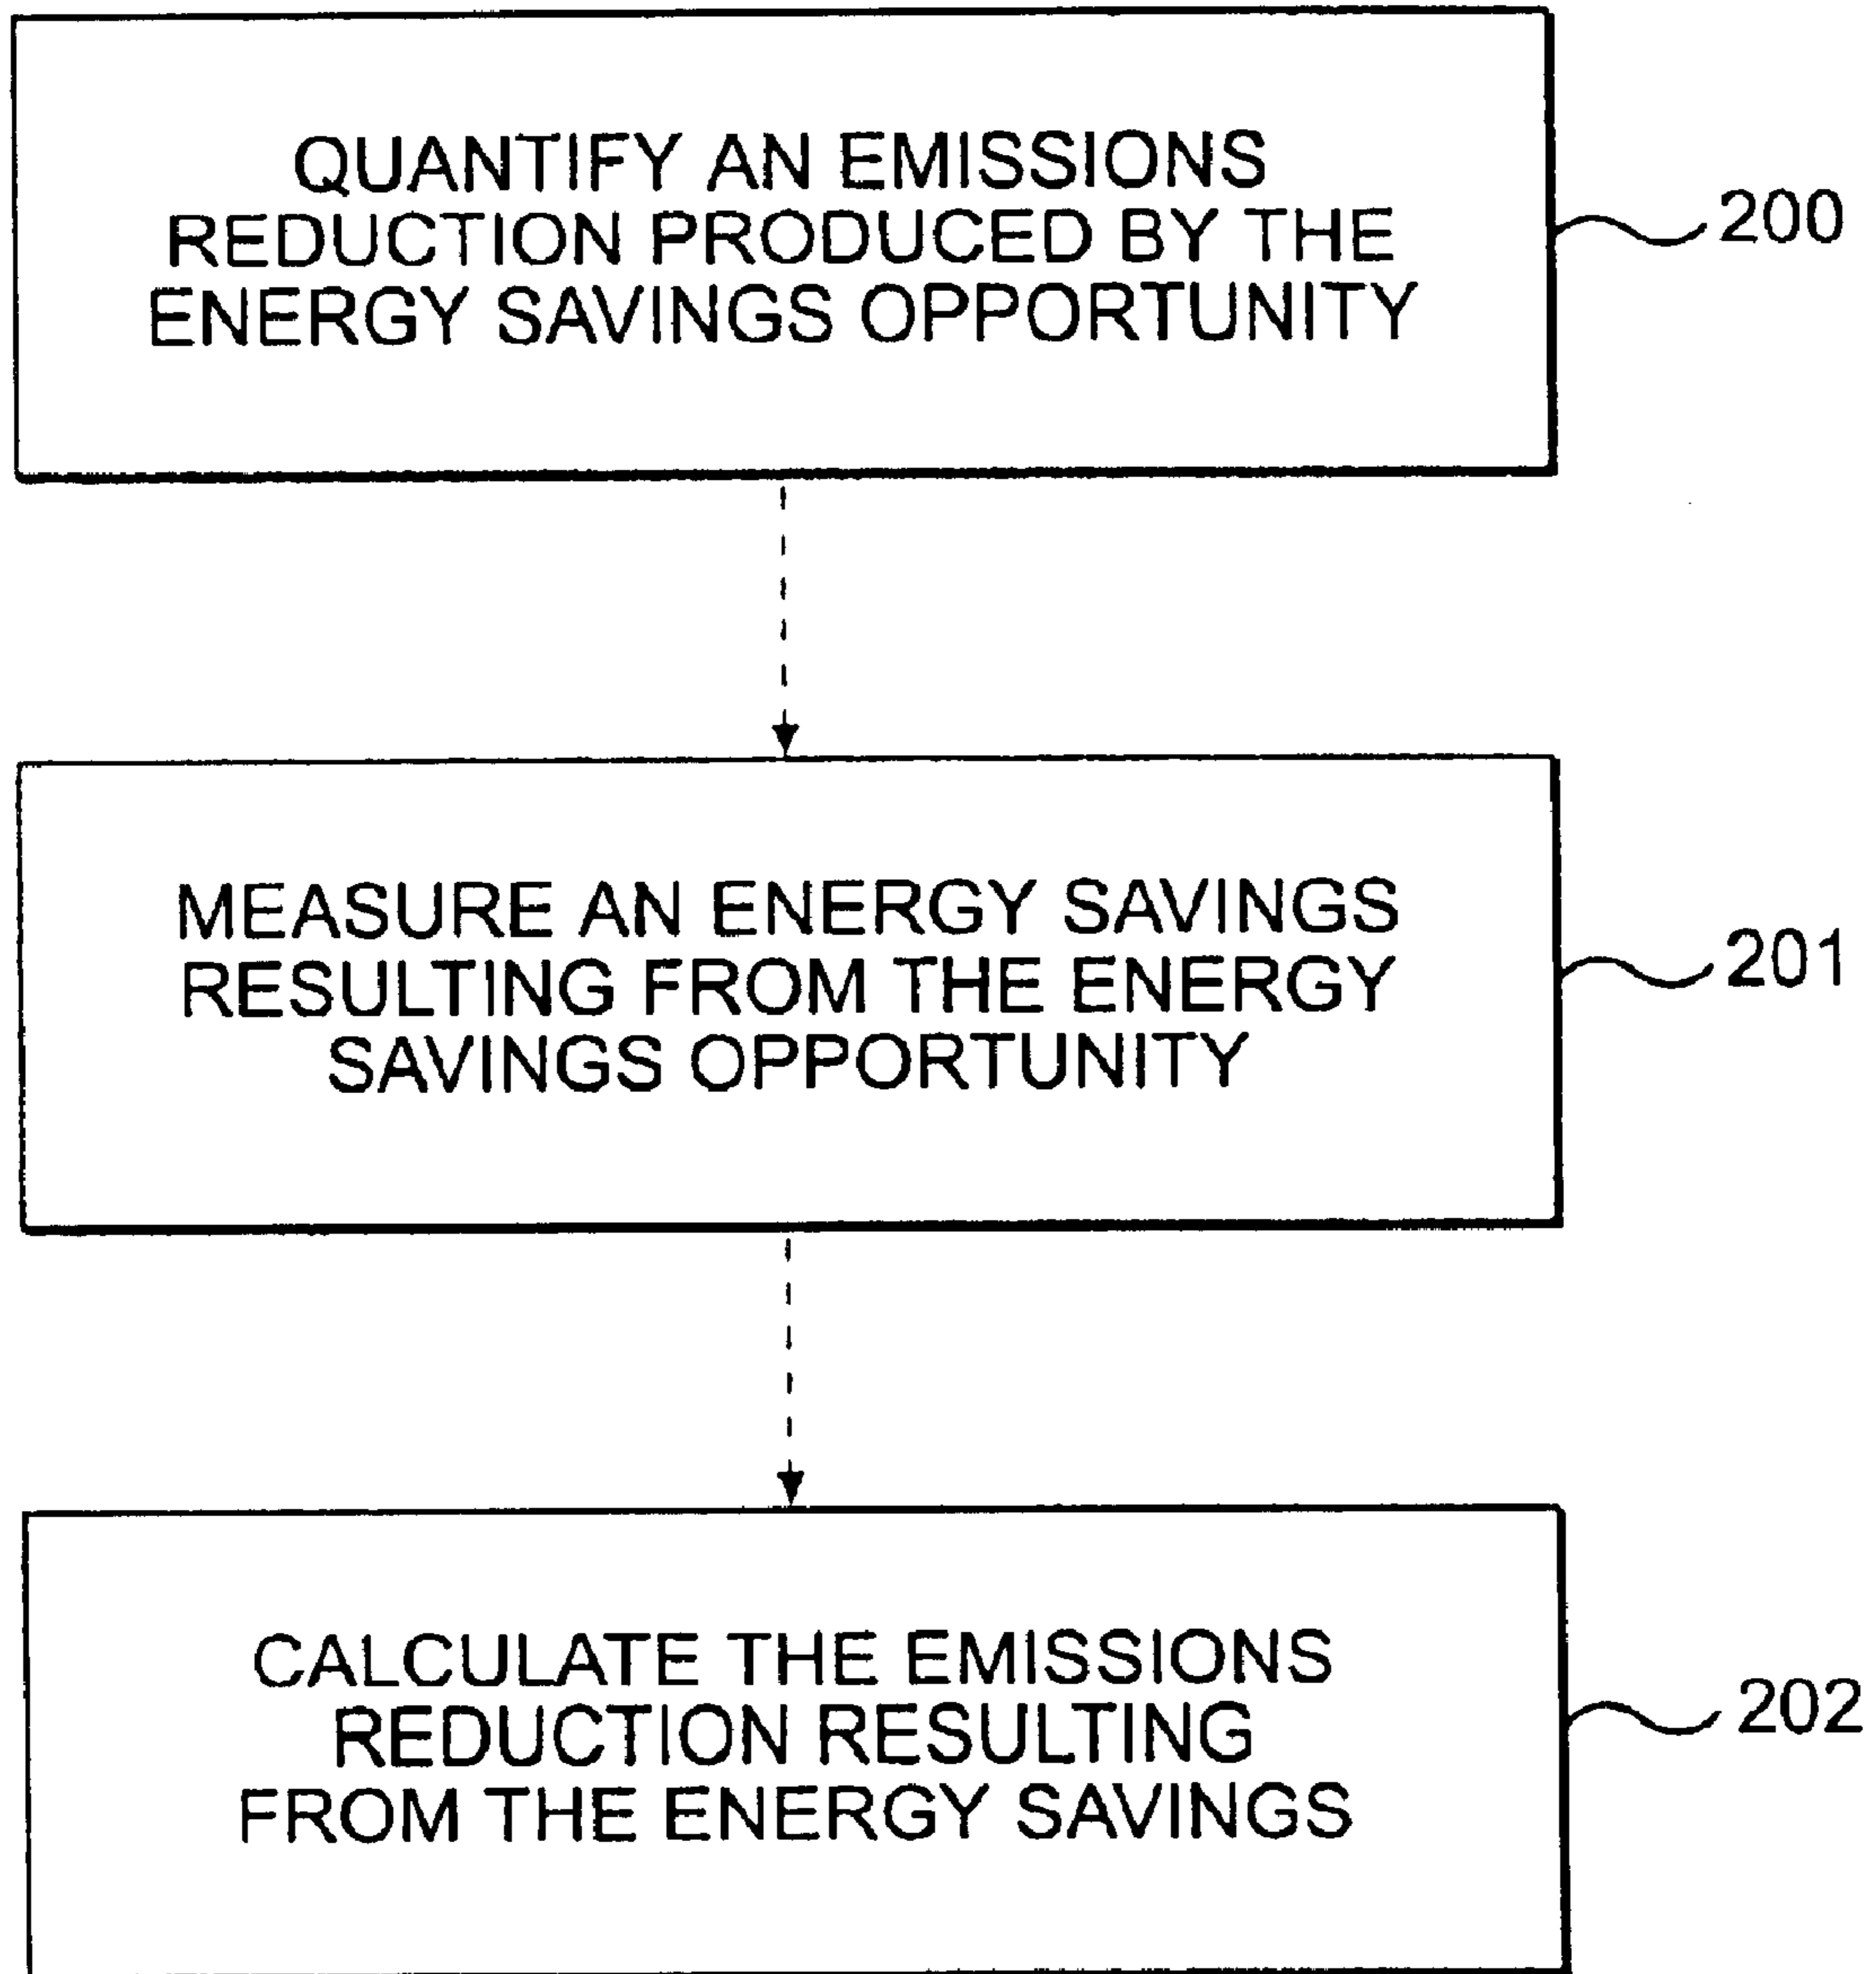 QUANTIFY AN EMISSIONS
REDUCTION PRODUCED BY THE
ENERGY SAVINGS OPPORTUNITY
200
MEASURE AN ENERGY SAVINGS
RESULTING FROM THE ENERGY
SAVINGS OPPORTUNITY
201
CALCULATE THE EMISSIONS
REDUCTION RESULTING
FROM THE ENERGY SAVINGS
202